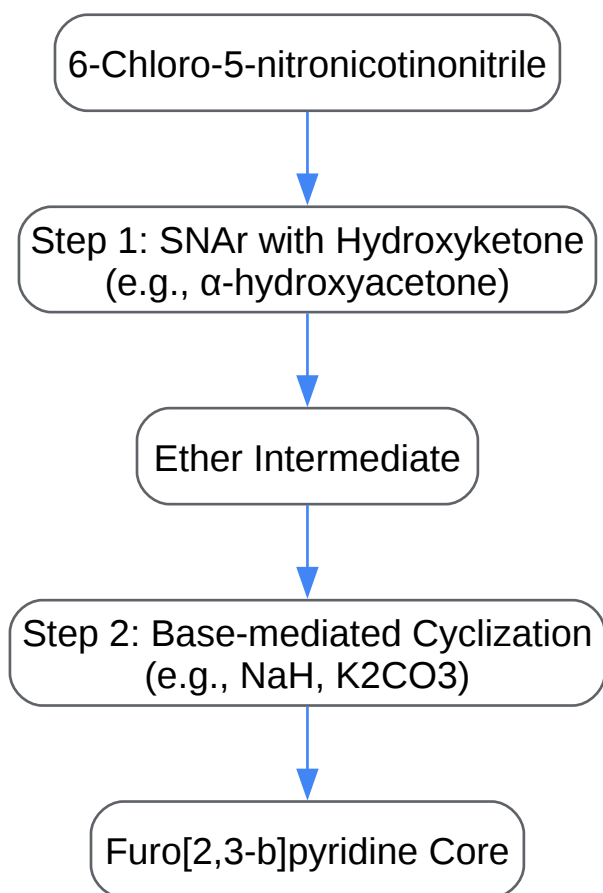 6-Chloro-5-nitronicotinonitrile
Step 1: SNAr with Hydroxyketone
(e.g., α-hydroxyacetone)
Ether Intermediate
Step 2: Base-mediated Cyclization
(e.g., NaH, K2CO3)
Furo[2,3-b]pyridine Core